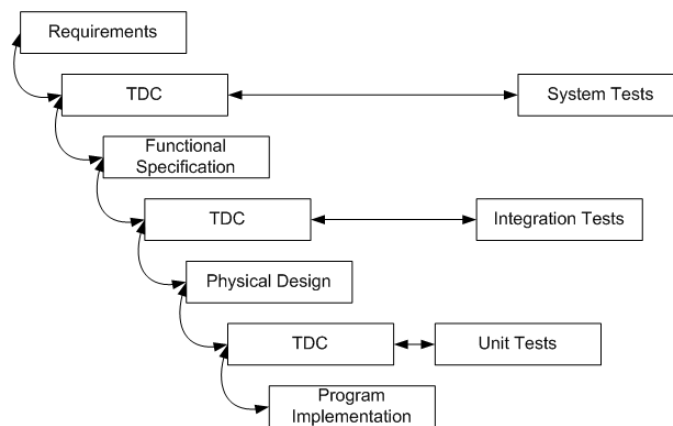 Requirements
TDC
System Tests
Functional
Specification
TDC
Integration Tests
Physical Design
TDC
Unit Tests
Program
Implementation